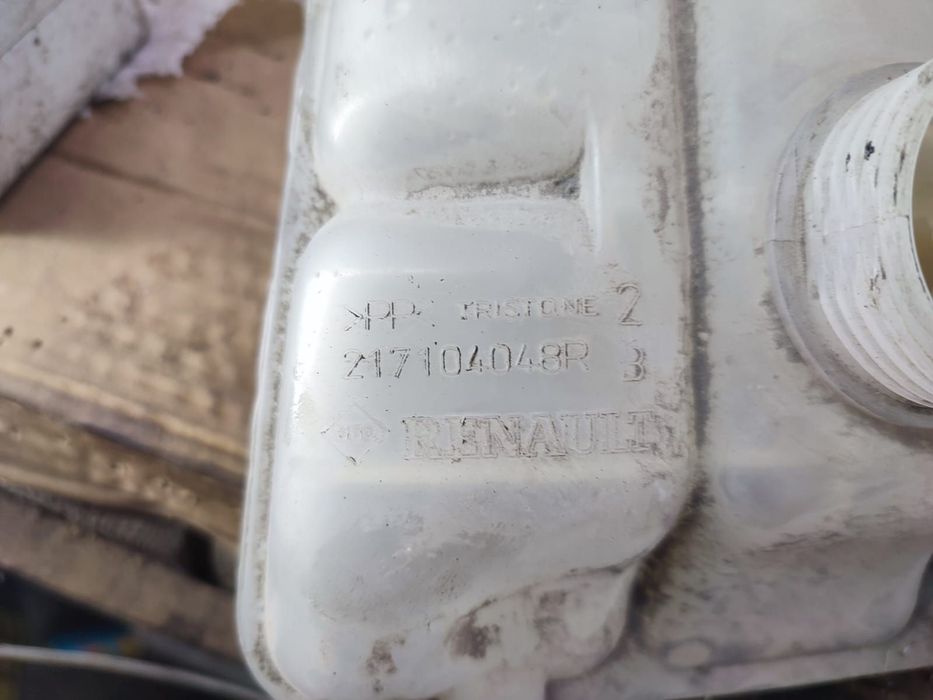 >PP< TRISTONE 2
217104048R 3
RENAULT